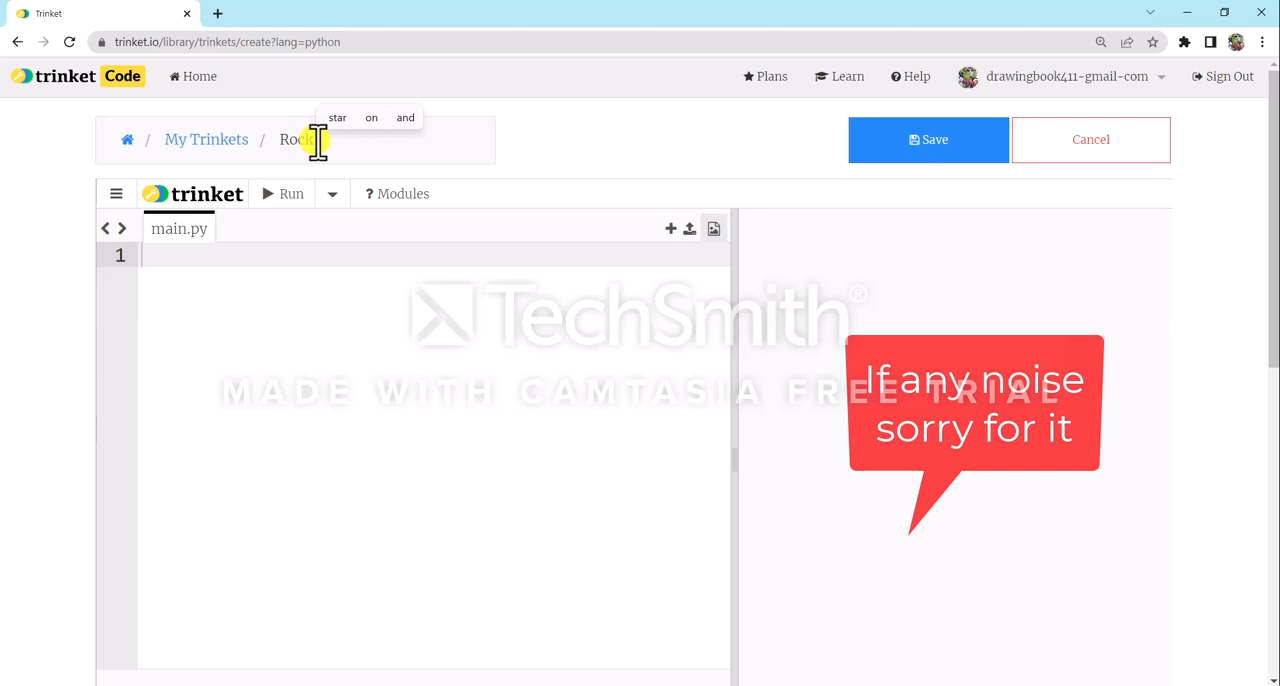 Trinket
trinket.io/library/trinkets/create?lang=python
trinket Code Home Plans Learn Help drawingbook411-gmail-com Sign Out
star on and
/ My Trinkets / Rock
Save Cancel
trinket Run ? Modules
main.py
1
TechSmith®
MADE WITH CAMTASIA FREE TRIAL
If any noise
sorry for it